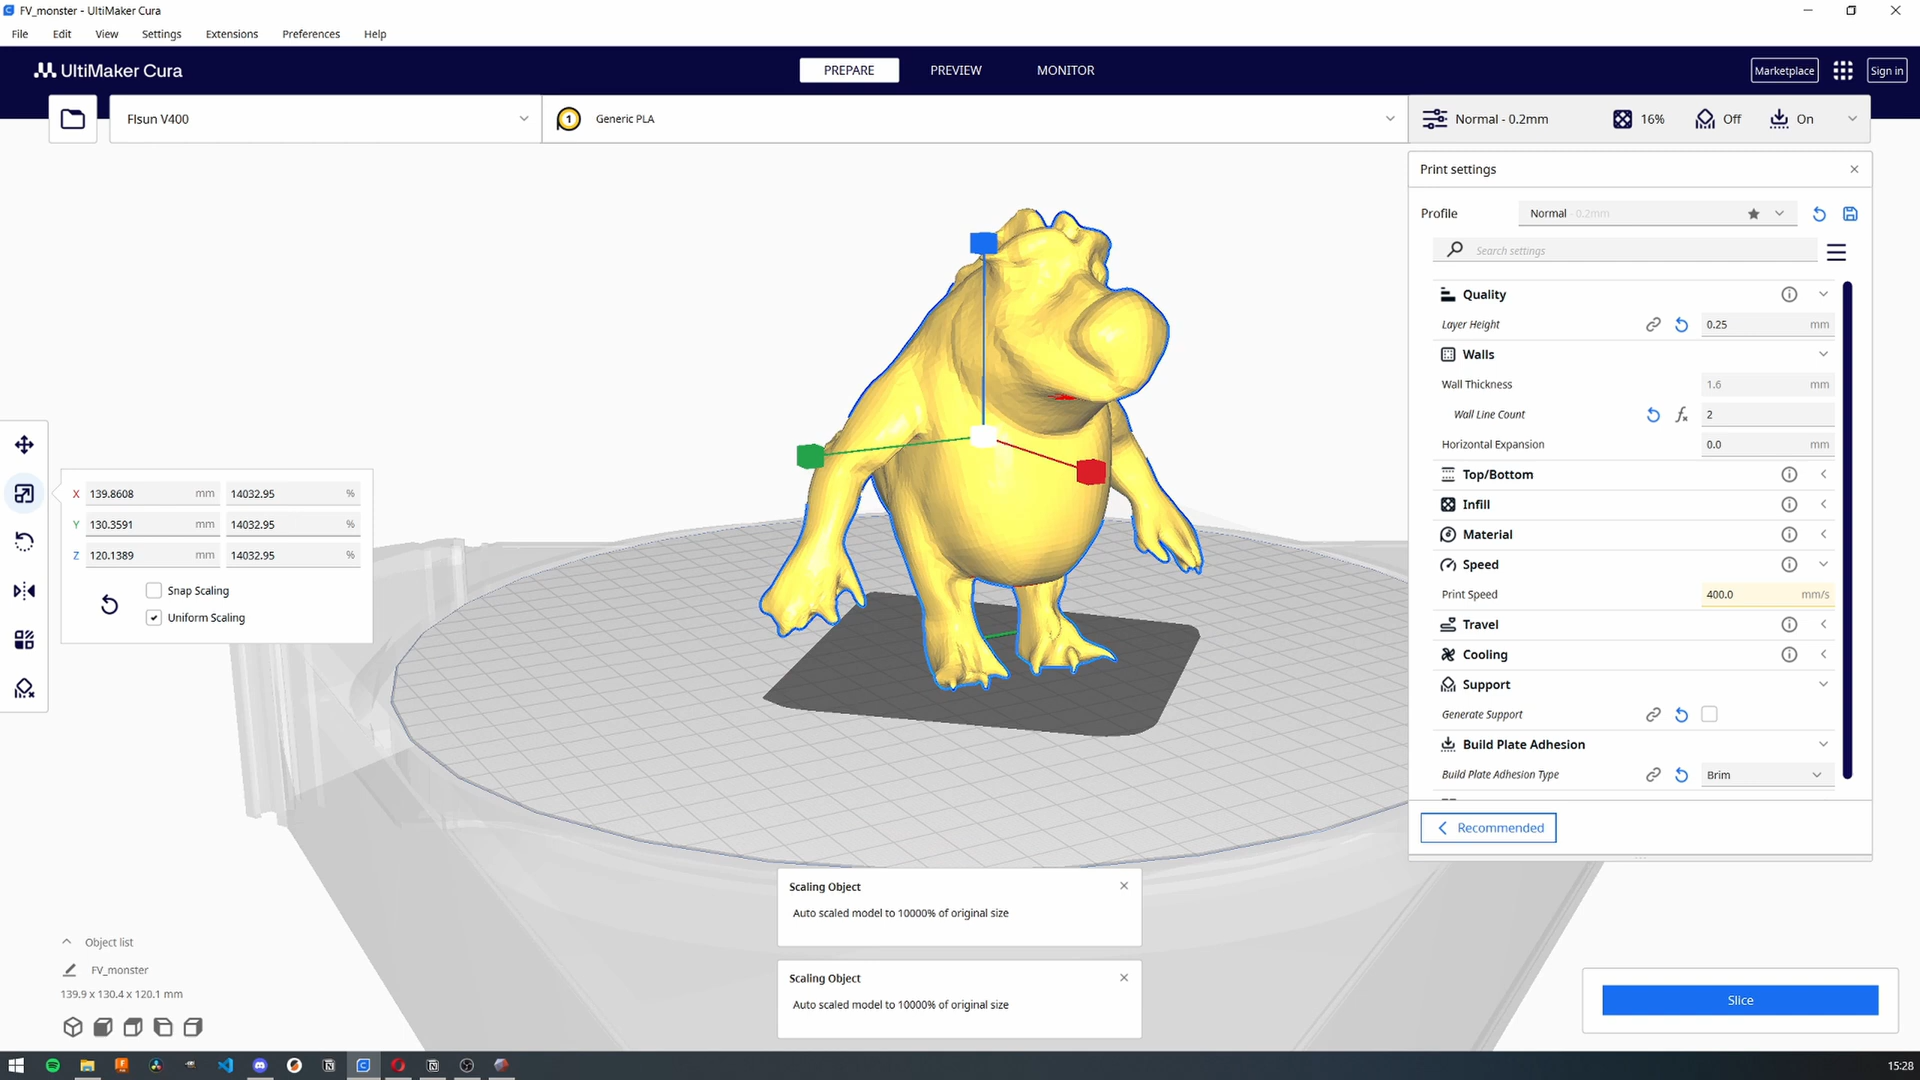 FV_monster - UltiMaker Cura
File Edit View Settings Extensions Preferences Help
UltiMaker Cura
PREPARE PREVIEW MONITOR
Marketplace Sign in
Flsun V400
1 Generic PLA
Normal - 0.2mm 16% Off On
Print settings
Profile Normal - 0.2mm
Search settings
Quality
Layer Height 0.25 mm
Walls
Wall Thickness 1.6 mm
Wall Line Count fx 2
Horizontal Expansion 0.0 mm
Top/Bottom
Infill
Material
Speed
Print Speed 400.0 mm/s
Travel
Cooling
Support
Generate Support
Build Plate Adhesion
Build Plate Adhesion Type Brim
Recommended
X 139.8608 mm 14032.95 %
Y 130.3591 mm 14032.95 %
Z 120.1389 mm 14032.95 %
Snap Scaling
Uniform Scaling
Scaling Object
Auto scaled model to 10000% of original size
Scaling Object
Auto scaled model to 10000% of original size
Object list
FV_monster
139.9 x 130.4 x 120.1 mm
Slice
15:28